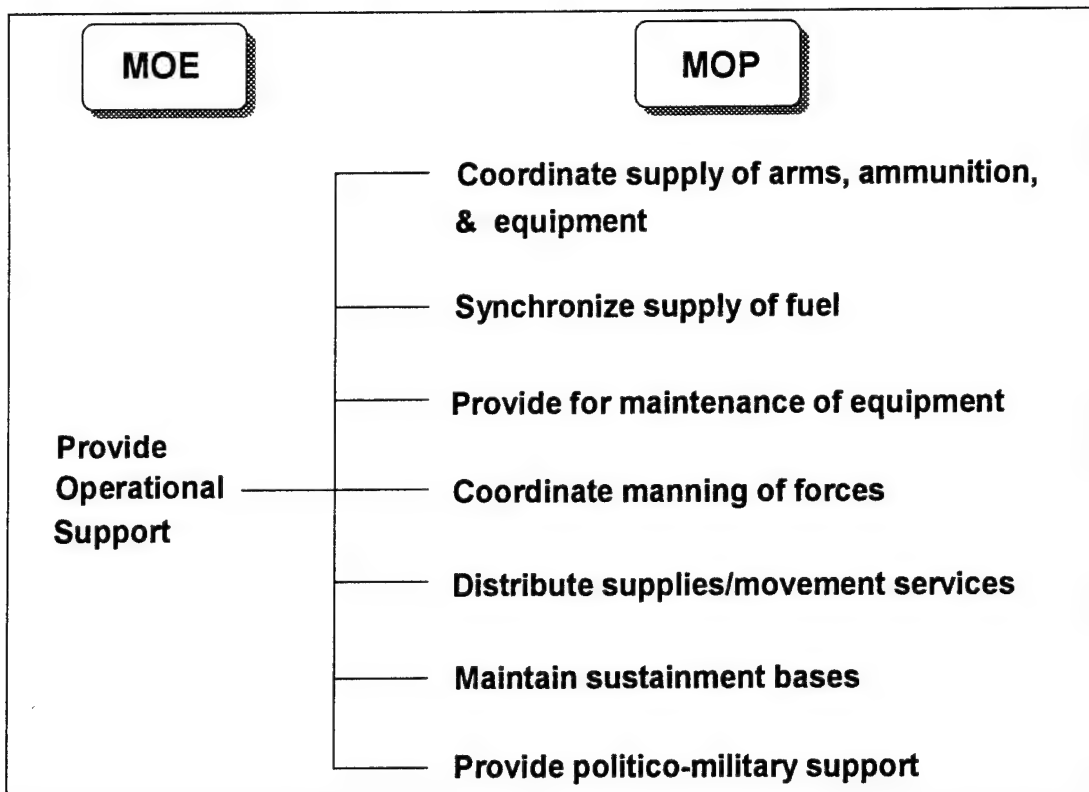 MOE
MOP
Coordinate supply of arms, ammunition,
& equipment
Synchronize supply of fuel
Provide for maintenance of equipment
Provide
Operational
Support
Coordinate manning of forces
Distribute supplies/movement services
Maintain sustainment bases
Provide politico-military support